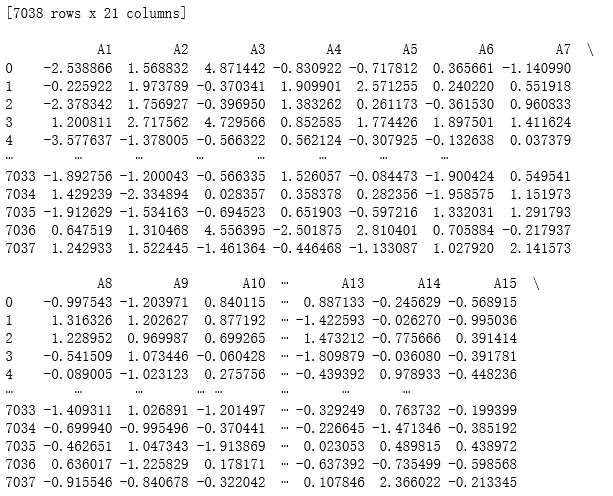 [7038 rows x 21 columns]
A1 A2 A3 A4 A5 A6 A7 \
0 -2.538866 1.568832 4.871442 -0.830922 -0.717812 0.365661 -1.140990
1 -0.225922 1.973789 -0.370341 1.909901 2.571255 0.240220 0.551918
2 -2.378342 1.756927 -0.396950 1.383262 0.261173 -0.361530 0.960833
3 1.200811 2.717562 4.729566 0.852585 1.774426 1.897501 1.411624
4 -3.577637 -1.378005 -0.566322 0.562124 -0.307925 -0.132638 0.037379
… … … … … … … …
7033 -1.892756 -1.200043 -0.566335 1.526057 -0.084473 -1.900424 0.549541
7034 1.429239 -2.334894 0.028357 0.358378 0.282356 -1.958575 1.151973
7035 -1.912629 -1.534163 -0.694523 0.651903 -0.597216 1.332031 1.291793
7036 0.647519 1.310468 4.556395 -2.501875 2.810401 0.705884 -0.217937
7037 1.242933 1.522445 -1.461364 -0.446468 -1.133087 1.027920 2.141573
A8 A9 A10 … A13 A14 A15 \
0 -0.997543 -1.203971 0.840115 … 0.887133 -0.245629 -0.568915
1 1.316326 1.202627 0.877192 … -1.422593 -0.026270 -0.995036
2 1.228952 0.969987 0.699265 … 1.473212 -0.775666 0.391414
3 -0.541509 1.073446 -0.060428 … -1.809879 -0.036080 -0.391781
4 -0.089005 -1.023123 0.275756 … -0.439392 0.978933 -0.448236
… … … … … … … …
7033 -1.409311 1.026891 -1.201497 … -0.329249 0.763732 -0.199399
7034 -0.699940 -0.995496 -0.370441 … -0.226645 -1.471346 -0.385192
7035 -0.462651 1.047343 -1.913869 … 0.023053 0.489815 0.438972
7036 0.636017 -1.225829 0.178171 … -0.637392 -0.735499 -0.598568
7037 -0.915546 -0.840678 -0.322042 … 0.107846 2.366022 -0.213345